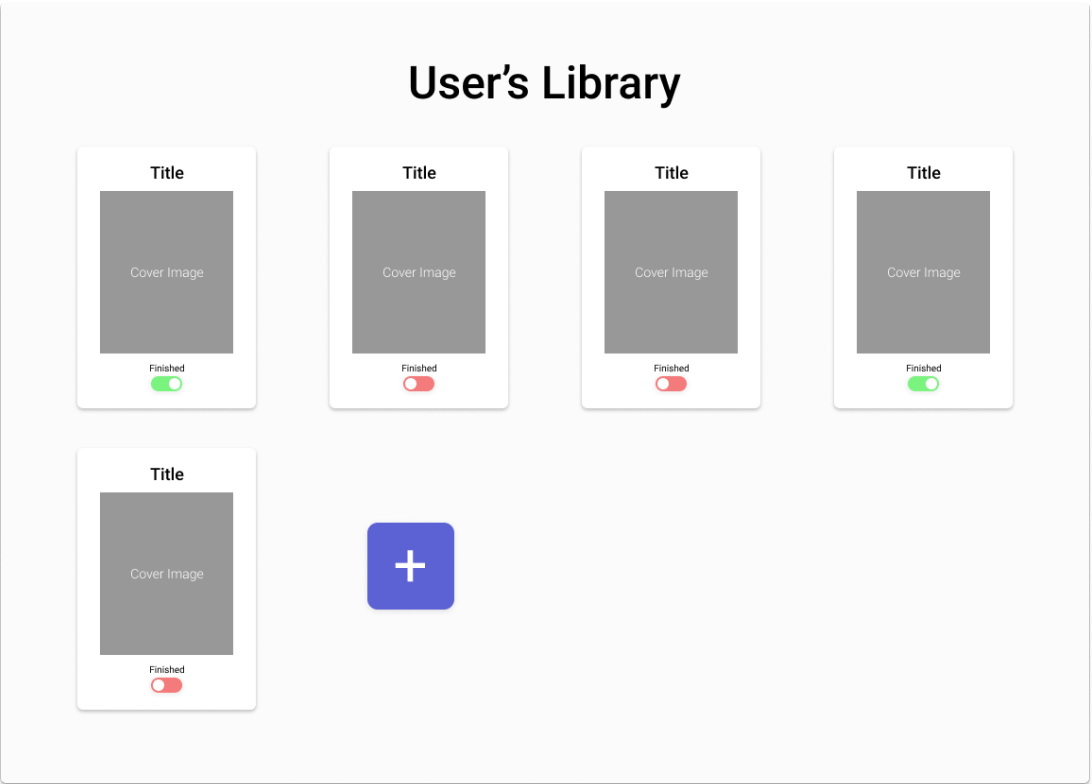 User’s Library
Title
Title
Title
Title
Cover Image
Cover Image
Cover Image
Cover Image
Finished
Finished
Finished
Finished
Title
Cover Image
+
Finished